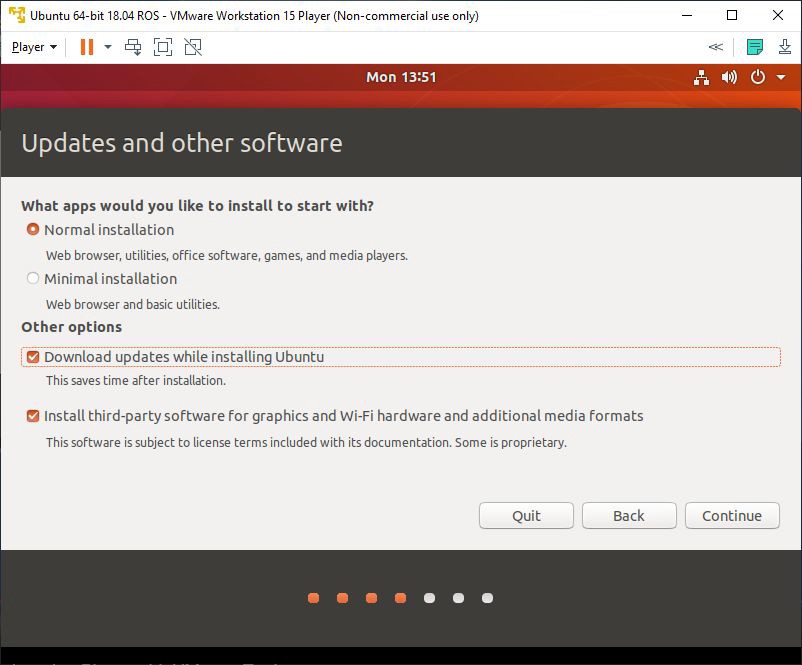 Ubuntu 64-bit 18.04 ROS - VMware Workstation 15 Player (Non-commercial use only)
Player
Mon 13:51
Updates and other software
What apps would you like to install to start with?
Normal installation
Web browser, utilities, office software, games, and media players.
Minimal installation
Web browser and basic utilities.
Other options
Download updates while installing Ubuntu
This saves time after installation.
Install third-party software for graphics and Wi-Fi hardware and additional media formats
This software is subject to license terms included with its documentation. Some is proprietary.
Quit Back Continue